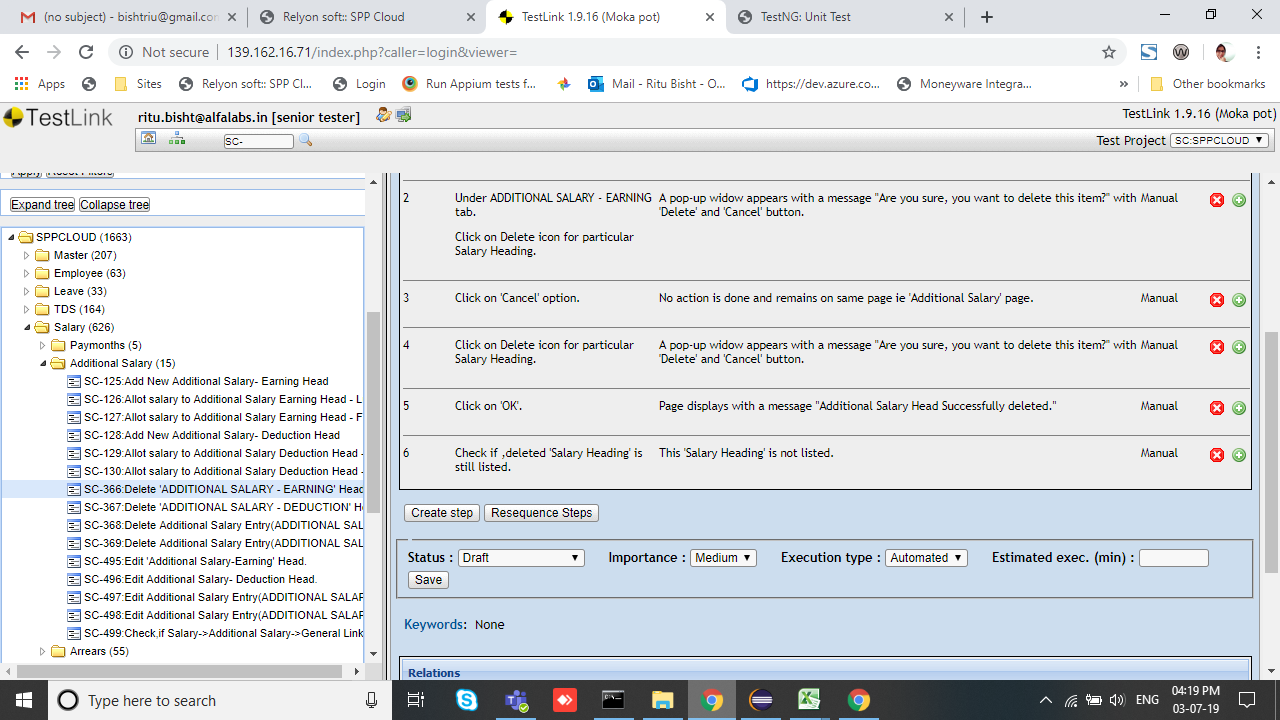 (no subject) - bishtriu@gmail.con
Relyon soft:: SPP Cloud
TestLink 1.9.16 (Moka pot)
TestNG: Unit Test
Not secure
139.162.16.71/index.php?caller=login&viewer=
Apps
Sites
Relyon soft:: SPP Cl...
Login
Run Appium tests f...
Mail - Ritu Bisht - O...
https://dev.azure.co...
Moneyware Integra...
»
Other bookmarks
TestLink
ritu.bisht@alfalabs.in [senior tester]
TestLink 1.9.16 (Moka pot)
SC-
Test Project
SC:SPPCLOUD
Apply Reset Filters
Expand tree Collapse tree
SPPCLOUD (1663)
Master (207)
Employee (63)
Leave (33)
TDS (164)
Salary (626)
Paymonths (5)
Additional Salary (15)
SC-125:Add New Additional Salary- Earning Head
SC-126:Allot salary to Additional Salary Earning Head - L
SC-127:Allot salary to Additional Salary Earning Head - F
SC-128:Add New Additional Salary- Deduction Head
SC-129:Allot salary to Additional Salary Deduction Head -
SC-130:Allot salary to Additional Salary Deduction Head -
SC-366:Delete 'ADDITIONAL SALARY - EARNING' Head
SC-367:Delete 'ADDITIONAL SALARY - DEDUCTION' H
SC-368:Delete Additional Salary Entry(ADDITIONAL SAL
SC-369:Delete Additional Salary Entry(ADDITIONAL SAL
SC-495:Edit 'Additional Salary-Earning' Head.
SC-496:Edit Additional Salary- Deduction Head.
SC-497:Edit Additional Salary Entry(ADDITIONAL SALAR
SC-498:Edit Additional Salary Entry(ADDITIONAL SALAR
SC-499:Check,if Salary->Additional Salary->General Link
Arrears (55)
2
Under ADDITIONAL SALARY - EARNING
tab.
Click on Delete icon for particular
Salary Heading.
A pop-up widow appears with a message "Are you sure, you want to delete this item?" with
'Delete' and 'Cancel' button.
Manual
3
Click on 'Cancel' option.
No action is done and remains on same page ie 'Additional Salary' page.
Manual
4
Click on Delete icon for particular
Salary Heading.
A pop-up widow appears with a message "Are you sure, you want to delete this item?" with
'Delete' and 'Cancel' button.
Manual
5
Click on 'OK'.
Page displays with a message "Additional Salary Head Successfully deleted."
Manual
6
Check if ,deleted 'Salary Heading' is
still listed.
This 'Salary Heading' is not listed.
Manual
Create step Resequence Steps
Status : Draft
Importance : Medium
Execution type : Automated
Estimated exec. (min) :
Save
Keywords: None
Relations
Type here to search
ENG
04:19 PM
03-07-19